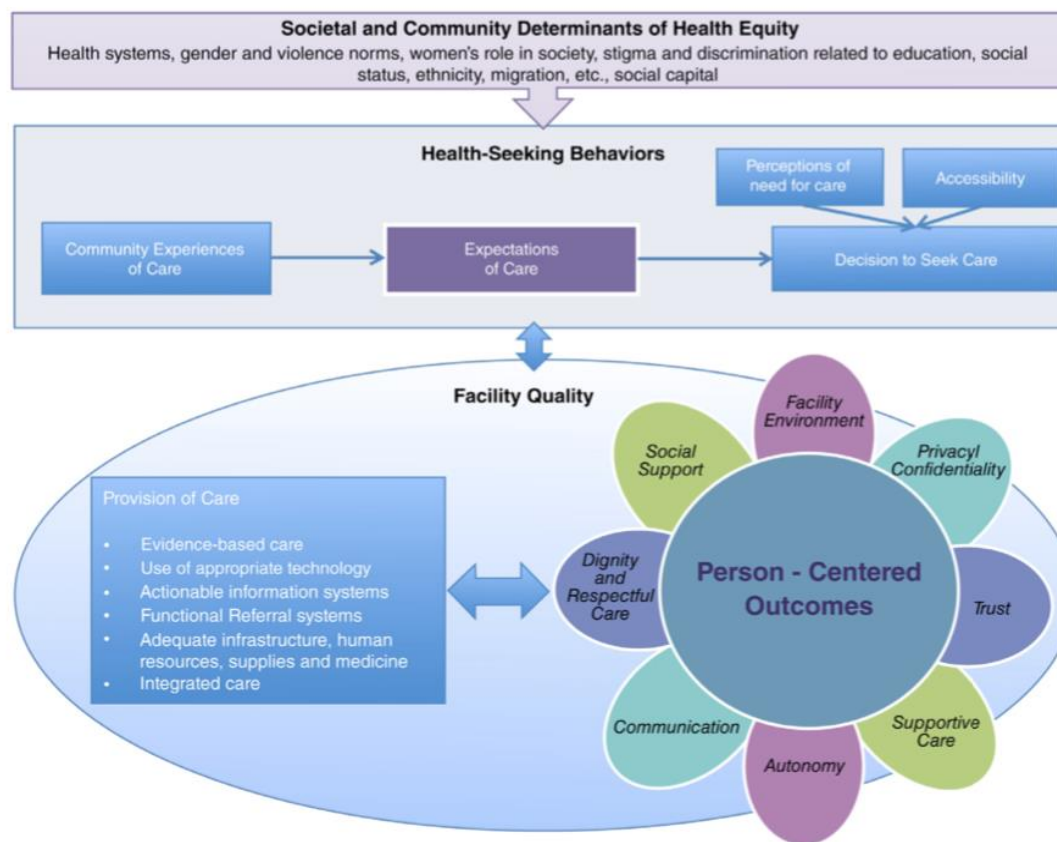 Societal and Community Determinants of Health Equity
Health systems, gender and violence norms, women's role in society, stigma and discrimination related to education, social
status, ethnicity, migration, etc., social capital
Health-Seeking Behaviors
Perceptions of
need for care
Accessibility
Community Experiences
of Care
Expectations
of Care
Decision to Seek Care
Facility Quality
Provision of Care
• Evidence-based care
• Use of appropriate technology
• Actionable information systems
• Functional Referral systems
• Adequate infrastructure, human
resources, supplies and medicine
• Integrated care
Facility
Environment
Privacyl
Confidentiality
Trust
Supportive
Care
Autonomy
Communication
Dignity
and
Respectful
Care
Social
Support
Person - Centered
Outcomes